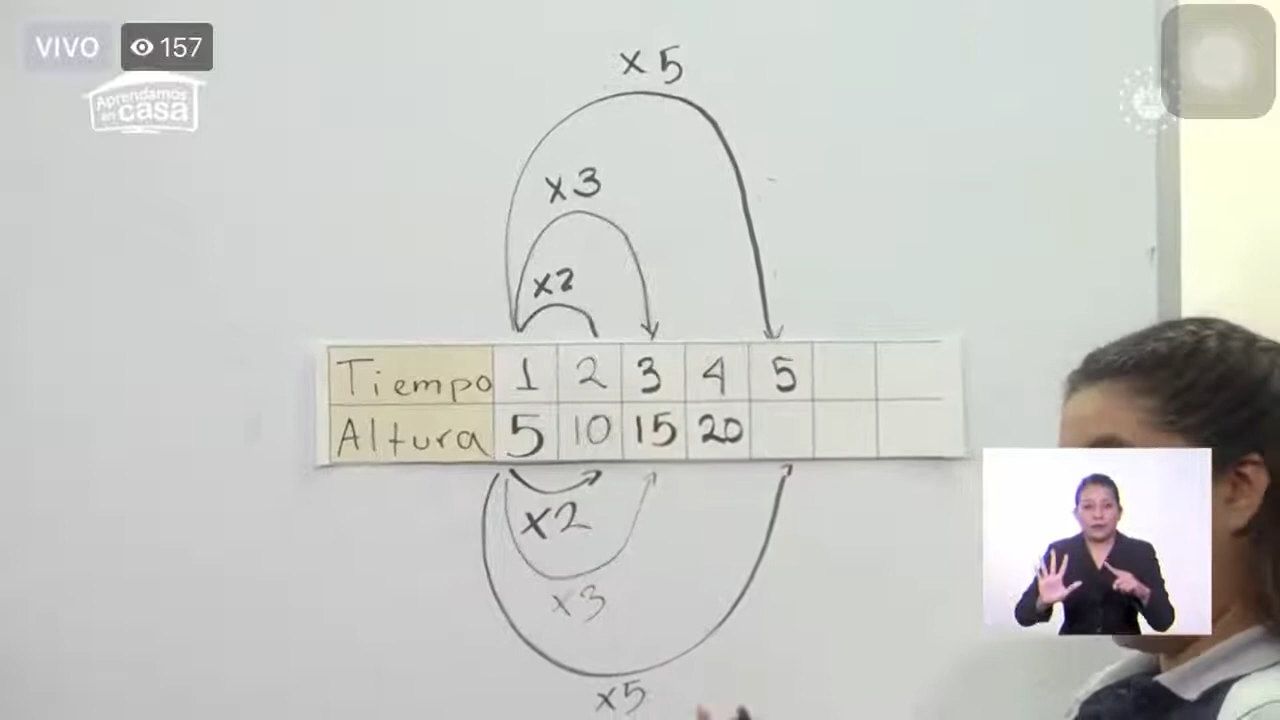 VIVO 157
Aprendamos
en casa
x5
x3
x2
Tiempo 1 2 3 4 5
Altura 5 10 15 20
x2
x3
x5